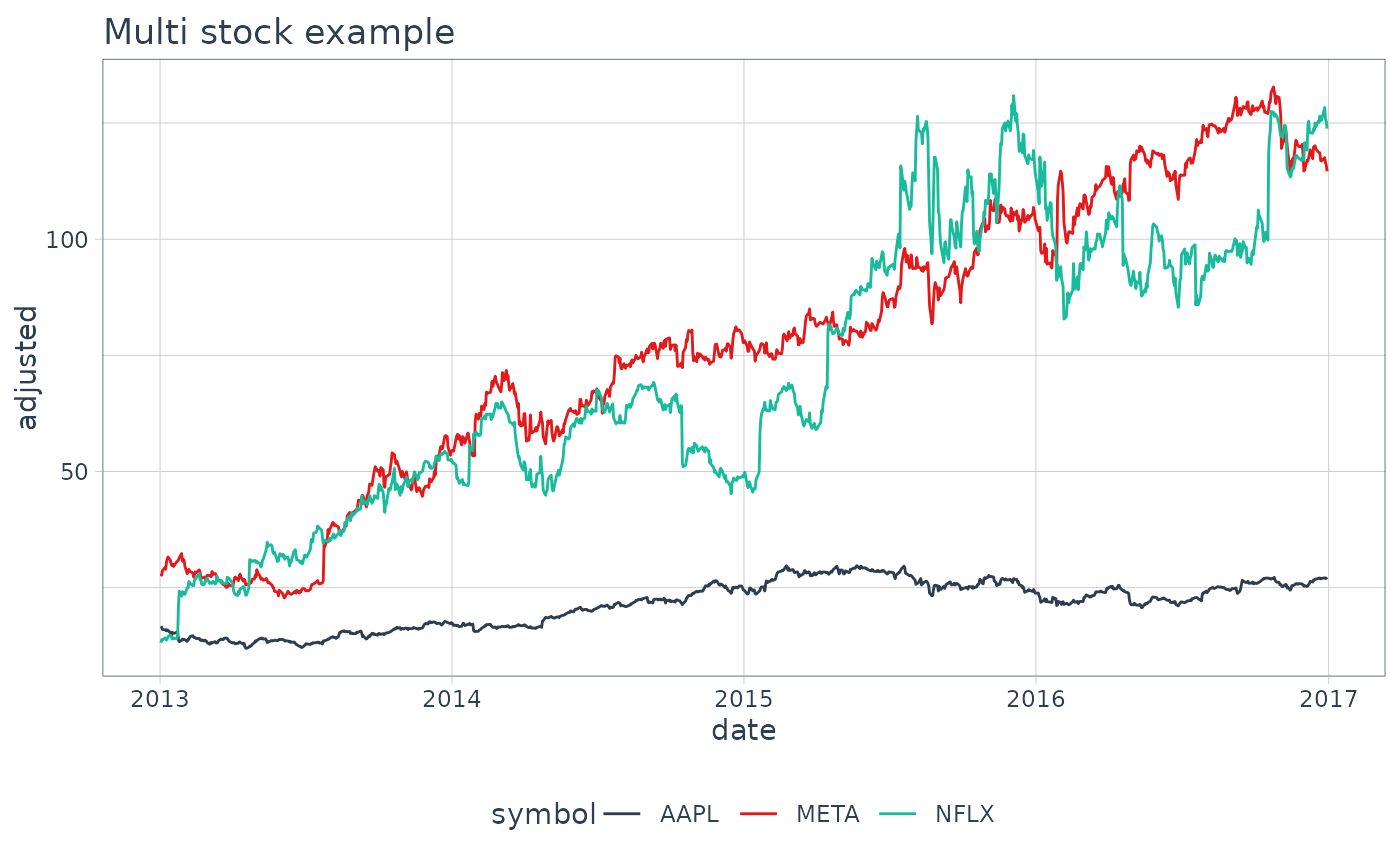 Multi stock example
adjusted
100
50
2013 2014 2015 2016 2017
date
symbol AAPL META NFLX